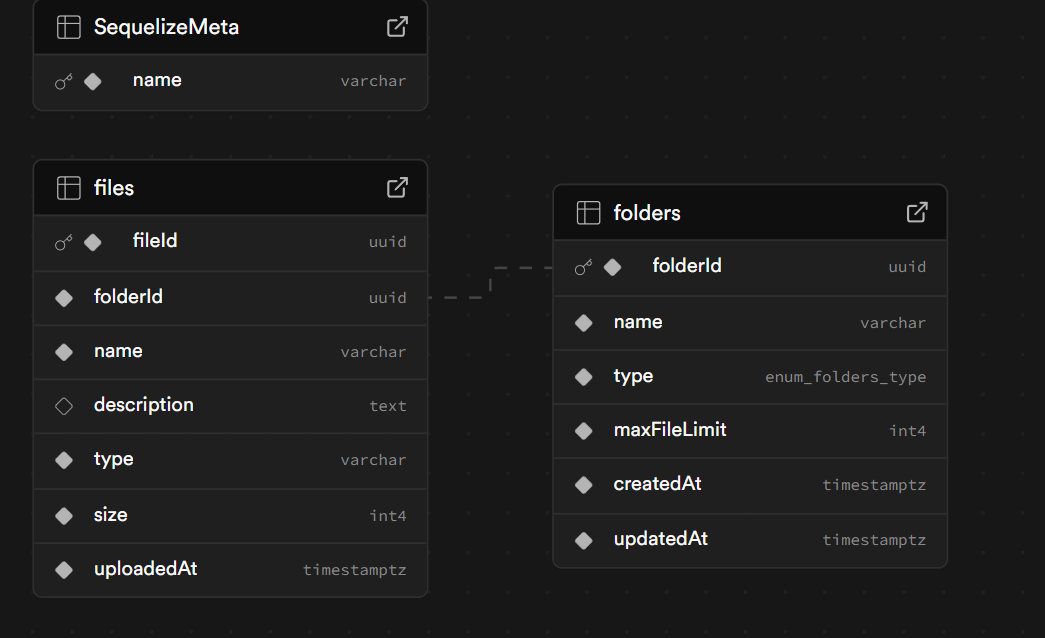 SequelizeMeta
name varchar
files
fileId uuid
folderId uuid
name varchar
description text
type varchar
size int4
uploadedAt timestamptz
folders
folderId uuid
name varchar
type enum_folders_type
maxFileLimit int4
createdAt timestamptz
updatedAt timestamptz